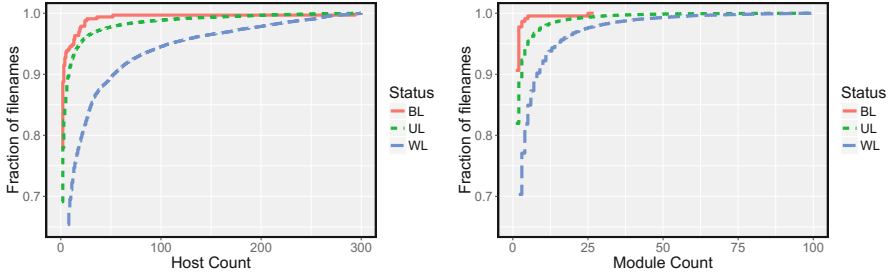 Fraction of filenames
1.0
0.9
0.8
0.7
0
100
200
300
Host Count
Status
BL
UL
WL
Fraction of filenames
1.0
0.9
0.8
0.7
0
25
50
75
100
Module Count
Status
BL
UL
WL